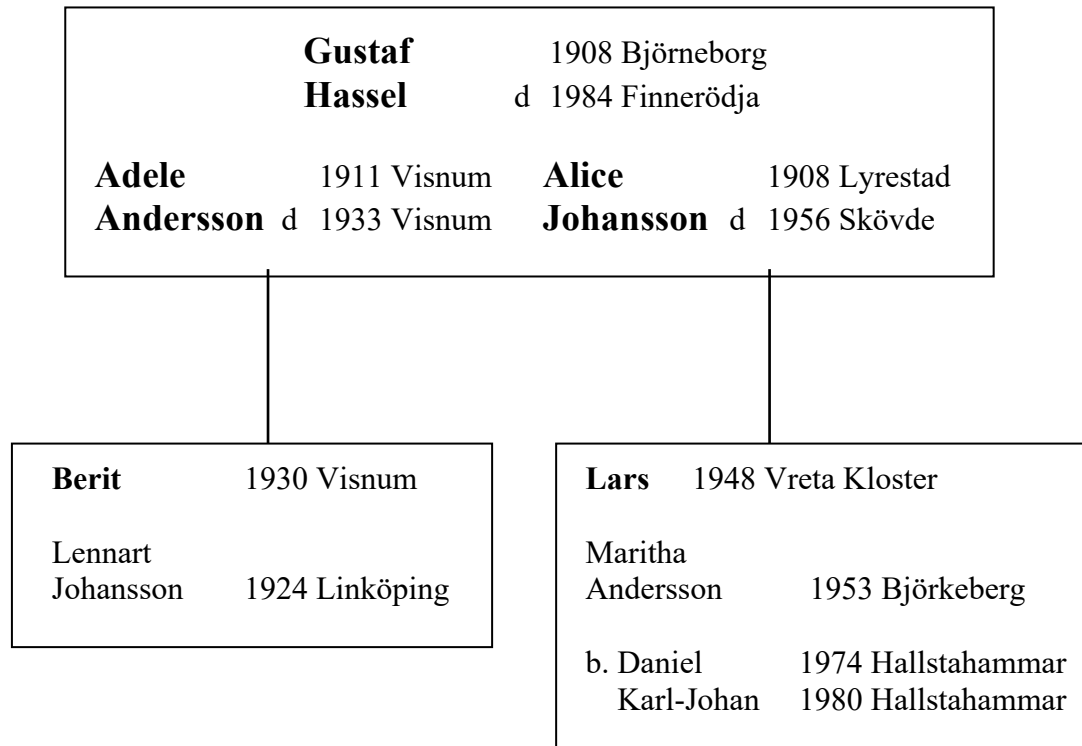 Gustaf 1908 Björneborg
Hassel d 1984 Finnerödja
Adele 1911 Visnum Alice 1908 Lyrestad
Andersson d 1933 Visnum Johansson d 1956 Skövde
Berit 1930 Visnum
Lennart
Johansson 1924 Linköping
Lars 1948 Vreta Kloster
Maritha
Andersson 1953 Björkeberg
b. Daniel 1974 Hallstahammar
Karl-Johan 1980 Hallstahammar